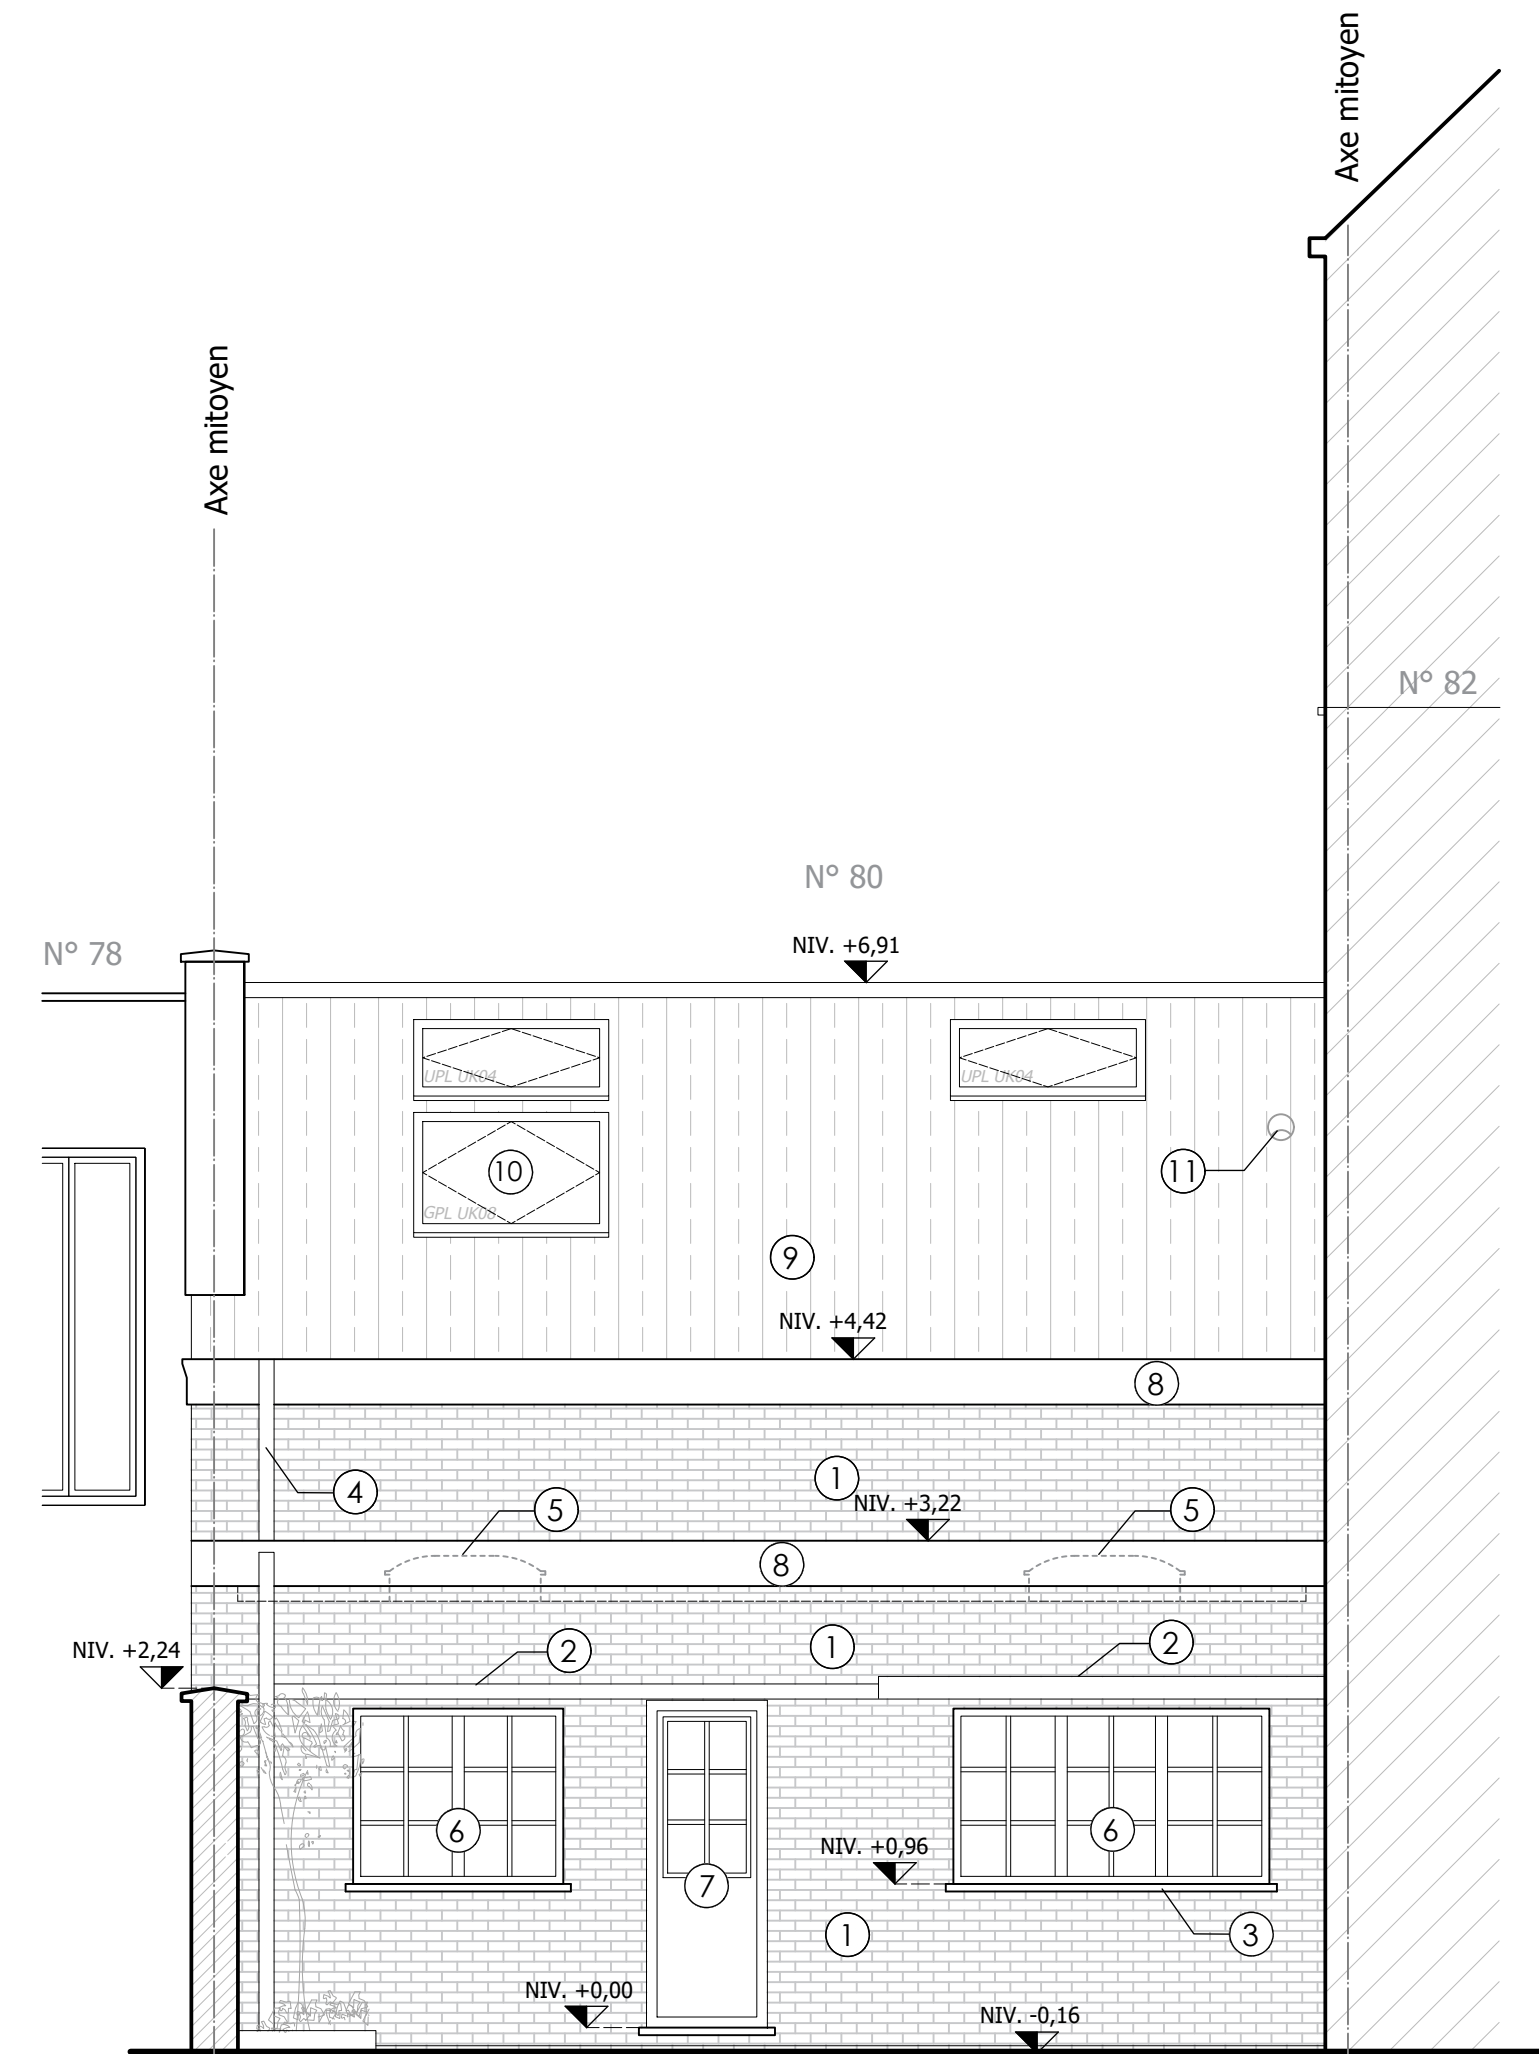 Axe mitoyen
Axe mitoyen
N° 82
N° 80
N° 78
NIV. +6,91
UPL UK04
UPL UK04
10
11
GPL UK08
9
NIV. +4,42
8
1
4
NIV. +3,22
5
5
8
2
1
2
NIV. +2,24
6
6
NIV. +0,96
7
1
3
NIV. +0,00
NIV. -0,16